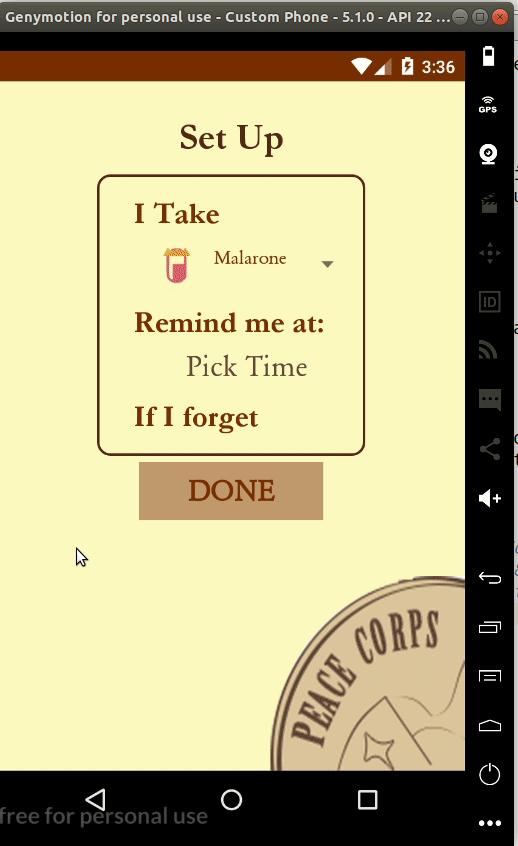 Genymotion for personal use - Custom Phone - 5.1.0 - API 22 ...
3:36
GPS
Set Up
I Take
Malarone
ID
Remind me at:
Pick Time
If I forget
DONE
PEACE CORPS
free for personal use